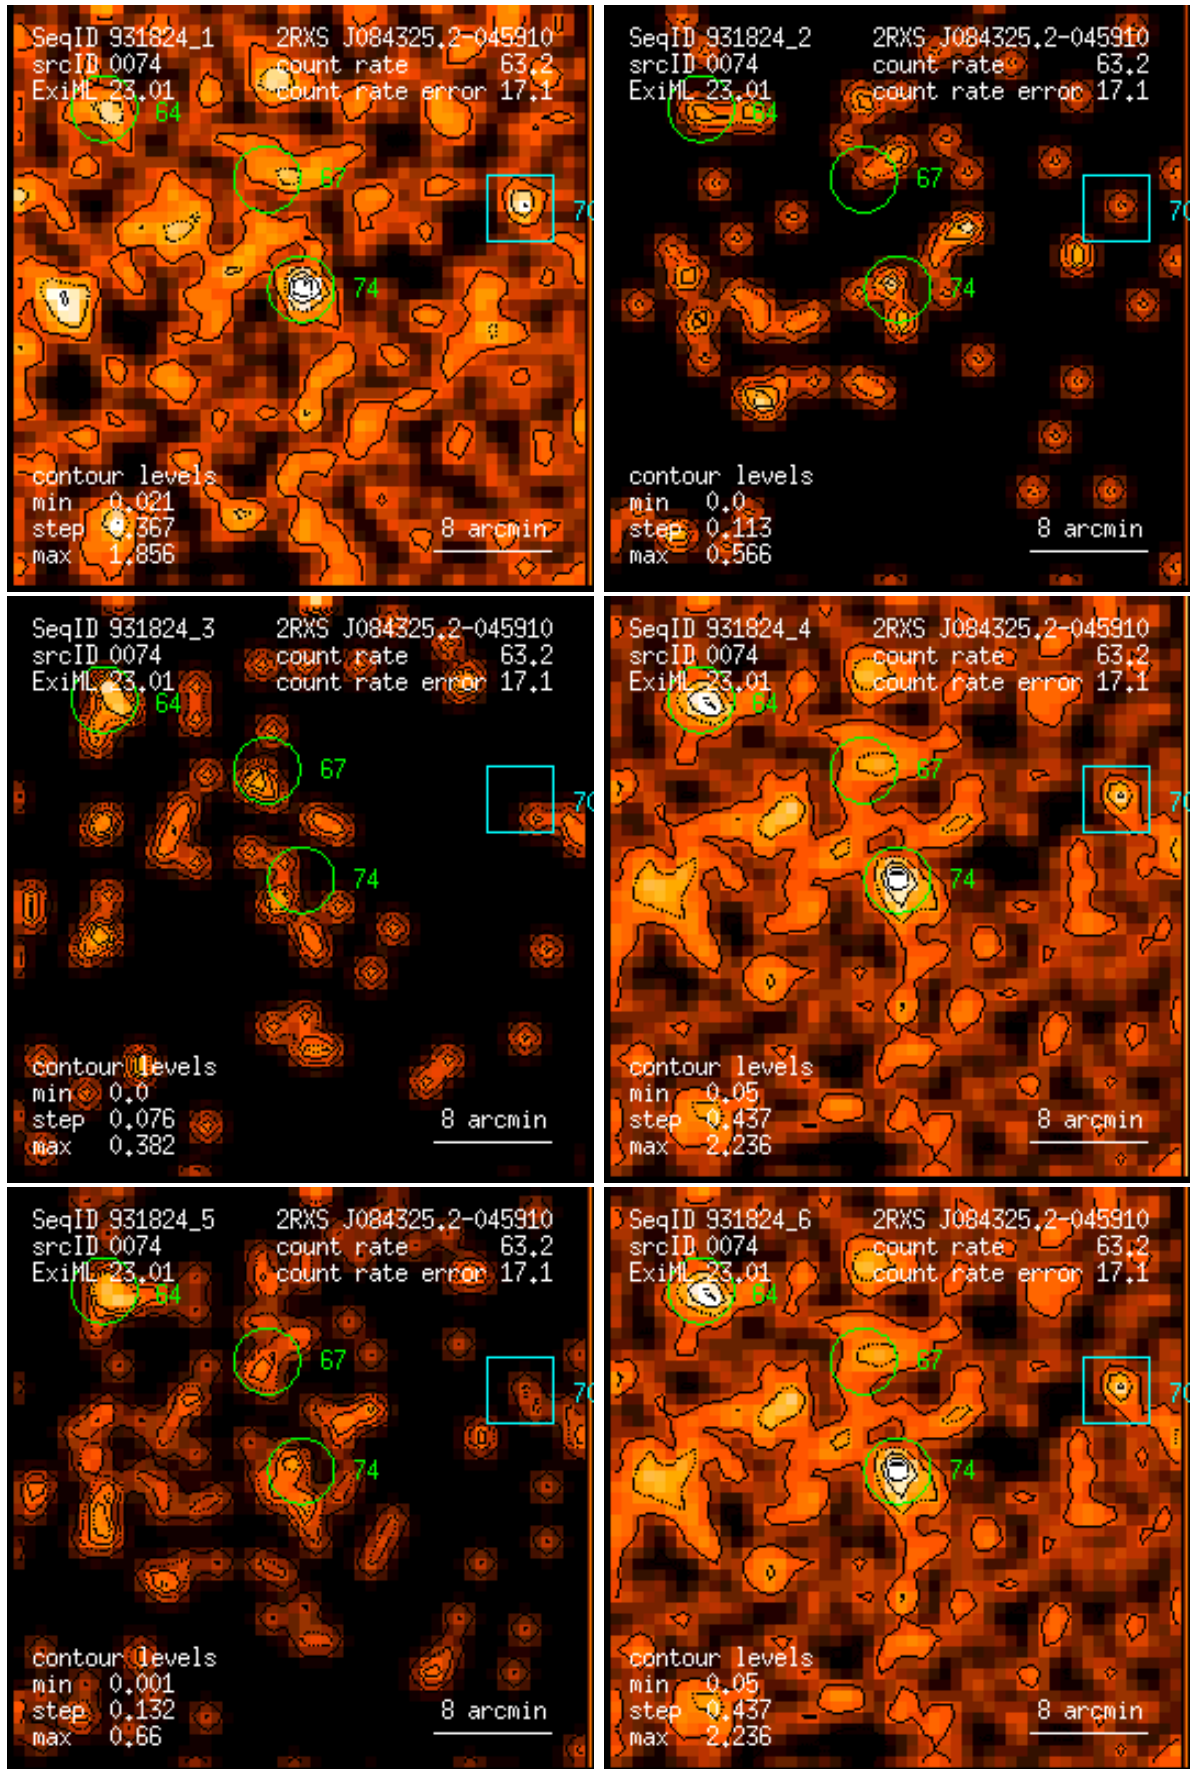 SeqID 931824_1 2RXS J084325.2-045910
srcID 0074 count rate 63.2
ExiML 23.01 count rate error 17.1
64
67
70
74
contour levels
min 0.021
step 0.367
max 1.856
8 arcmin
SeqID 931824_2 2RXS J084325.2-045910
srcID 0074 count rate 63.2
ExiML 23.01 count rate error 17.1
64
67
70
74
contour levels
min 0.0
step 0.113
max 0.566
8 arcmin
SeqID 931824_3 2RXS J084325.2-045910
srcID 0074 count rate 63.2
ExiML 23.01 count rate error 17.1
64
67
70
74
contour levels
min 0.0
step 0.076
max 0.382
8 arcmin
SeqID 931824_4 2RXS J084325.2-045910
srcID 0074 count rate 63.2
ExiML 23.01 count rate error 17.1
64
67
70
74
contour levels
min 0.05
step 0.437
max 2.236
8 arcmin
SeqID 931824_5 2RXS J084325.2-045910
srcID 0074 count rate 63.2
ExiML 23.01 count rate error 17.1
64
67
70
74
contour levels
min 0.001
step 0.132
max 0.66
8 arcmin
SeqID 931824_6 2RXS J084325.2-045910
srcID 0074 count rate 63.2
ExiML 23.01 count rate error 17.1
64
67
70
74
contour levels
min 0.05
step 0.437
max 2.236
8 arcmin